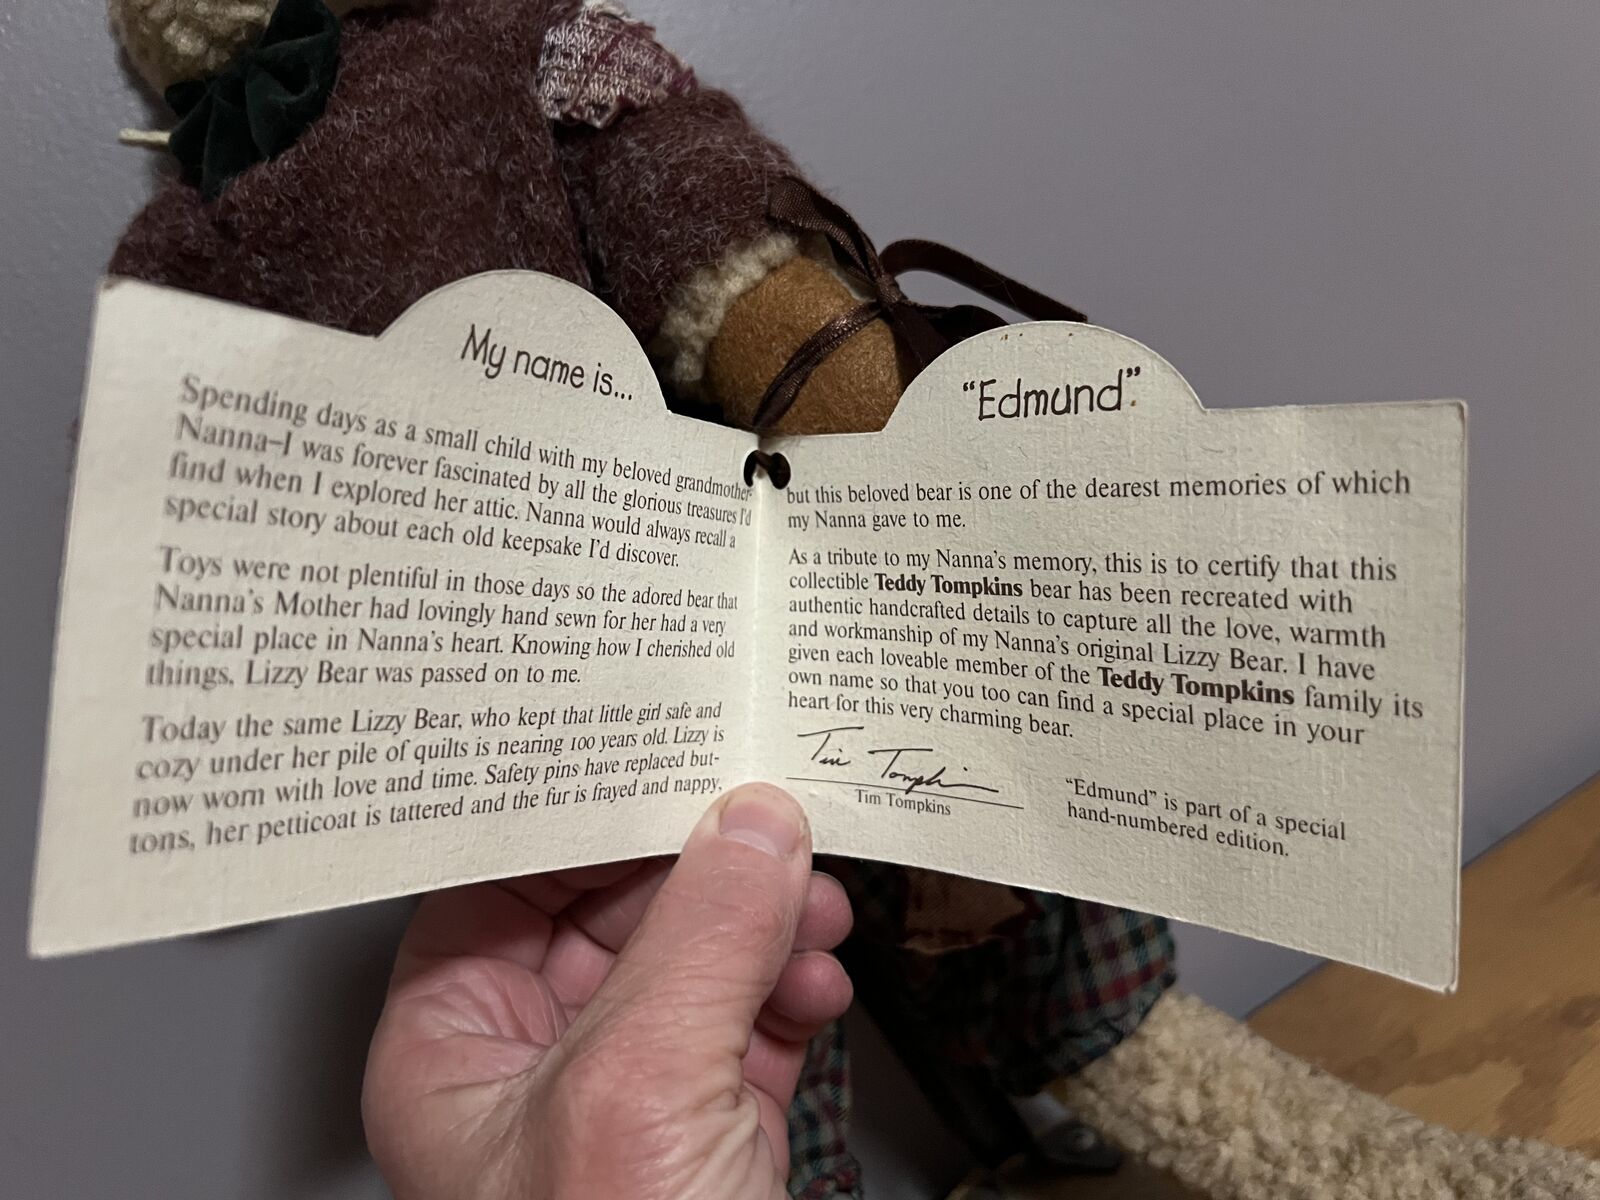 My name is...
Spending days as a small child with my beloved grandmother
Nanna–I was forever fascinated by all the glorious treasures I'd
find when I explored her attic. Nanna would always recall a
special story about each old keepsake I'd discover.
Toys were not plentiful in those days so the adored bear that
Nanna's Mother had lovingly hand sewn for her had a very
special place in Nanna's heart. Knowing how I cherished old
things, Lizzy Bear was passed on to me.
Today the same Lizzy Bear, who kept that little girl safe and
cozy under her pile of quilts is nearing 100 years old. Lizzy is
now worn with love and time. Safety pins have replaced but-
tons, her petticoat is tattered and the fur is frayed and nappy,
"Edmund".
but this beloved bear is one of the dearest memories of which
my Nanna gave to me.
As a tribute to my Nanna's memory, this is to certify that this
collectible Teddy Tompkins bear has been recreated with
authentic handcrafted details to capture all the love, warmth
and workmanship of my Nanna's original Lizzy Bear. I have
given each loveable member of the Teddy Tompkins family its
own name so that you too can find a special place in your
heart for this very charming bear.
Tim Tompkins
Tim Tompkins
"Edmund" is part of a special
hand-numbered edition.